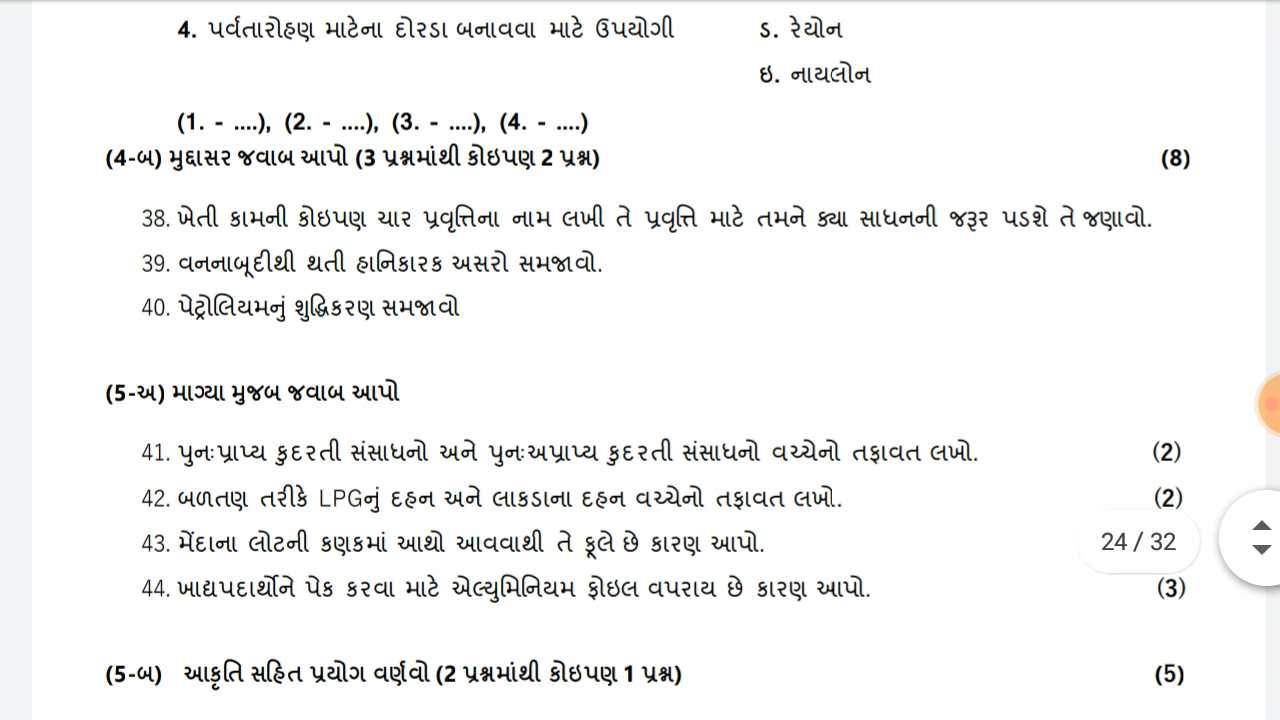 4. પર્વતારોહણ માટેના દોરડા બનાવવા માટે ઉપયોગી ડ. રેયોન
ઇ. નાયલોન
(1. - ....), (2. - ....), (3. - ....), (4. - ....)
(4-બ) મુદ્દાસર જવાબ આપો (3 પ્રશ્નમાંથી કોઇપણ 2 પ્રશ્ન) (8)
38. ખેતી કામની કોઇપણ ચાર પ્રવૃત્તિના નામ લખી તે પ્રવૃત્તિ માટે તમને ક્યા સાધનની જરૂર પડશે તે જણાવો.
39. વનનાબૂદીથી થતી હાનિકારક અસરો સમજાવો.
40. પેટ્રોલિયમનું શુદ્ધિકરણ સમજાવો
(5-અ) માગ્યા મુજબ જવાબ આપો
41. પુનઃપ્રાપ્ય કુદરતી સંસાધનો અને પુનઃઅપ્રાપ્ય કુદરતી સંસાધનો વચ્ચેનો તફાવત લખો. (2)
42. બળતણ તરીકે LPGનું દહન અને લાકડાના દહન વચ્ચેનો તફાવત લખો. (2)
43. મેંદાના લોટની કણકમાં આથો આવવાથી તે ફૂલે છે કારણ આપો.
24 / 32
44. ખાદ્યપદાર્થોને પેક કરવા માટે એલ્યુમિનિયમ ફોઇલ વપરાય છે કારણ આપો. (3)
(5-બ) આકૃતિ સહિત પ્રયોગ વર્ણવો (2 પ્રશ્નમાંથી કોઇપણ 1 પ્રશ્ન) (5)